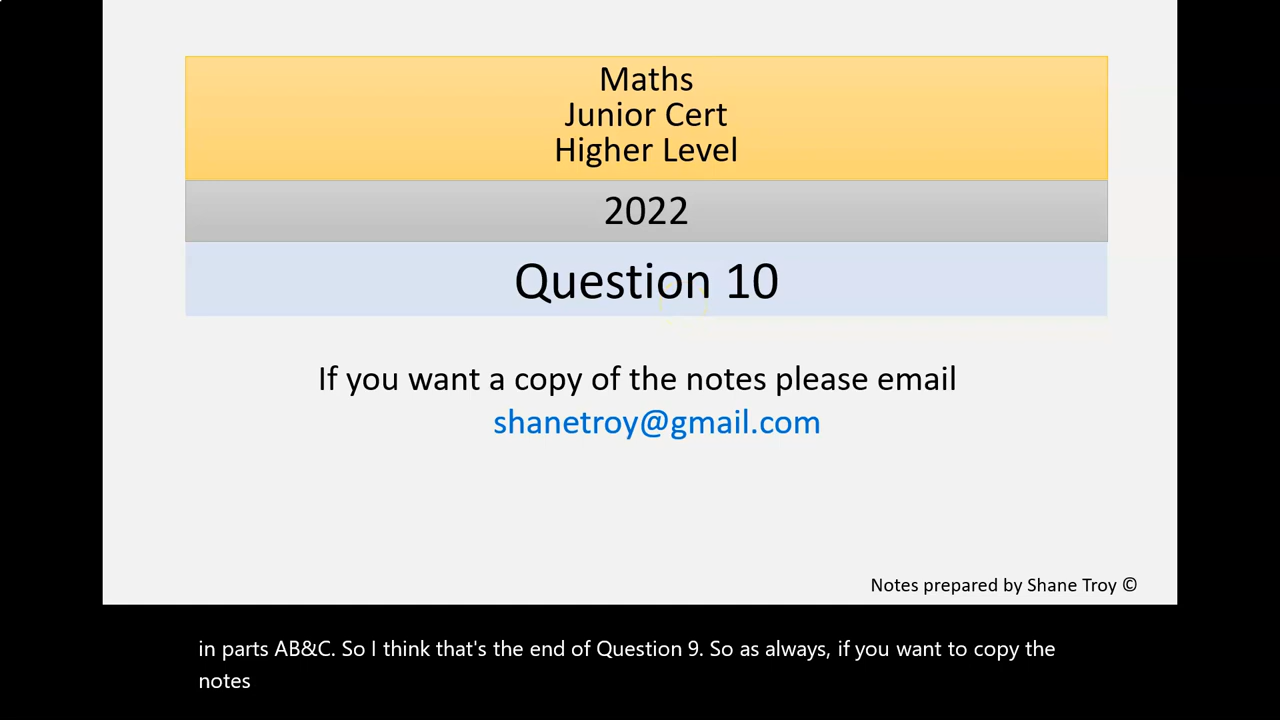 Maths
Junior Cert
Higher Level
2022
Question 10
If you want a copy of the notes please email
shanetroy@gmail.com
Notes prepared by Shane Troy ©
in parts AB&C. So I think that's the end of Question 9. So as always, if you want to copy the
notes